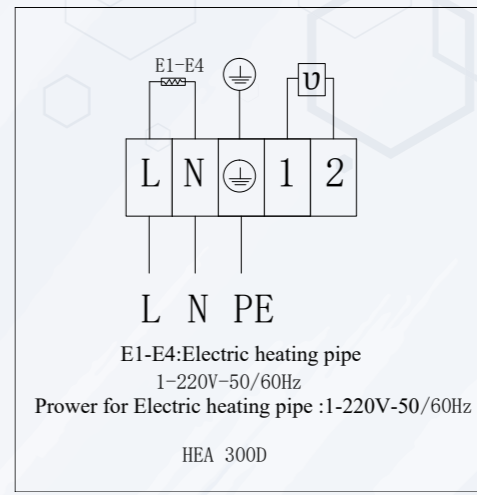 E1-E4
υ
L N 1 2
L N PE
E1-E4:Electric heating pipe
1-220V-50/60Hz
Prower for Electric heating pipe :1-220V-50/60Hz
HEA 300D